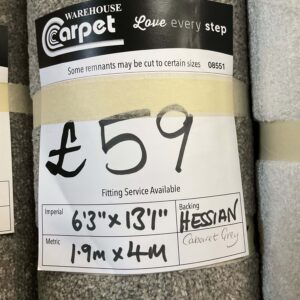 WAREHOUSE
Carpet
Love every step
Some remnants may be cut to certain sizes 08551
£59
Fitting Service Available
Imperial 6'3" x 13'1"
Metric 1.9m x 4M
Backing
HESSIAN
Cabaret Grey